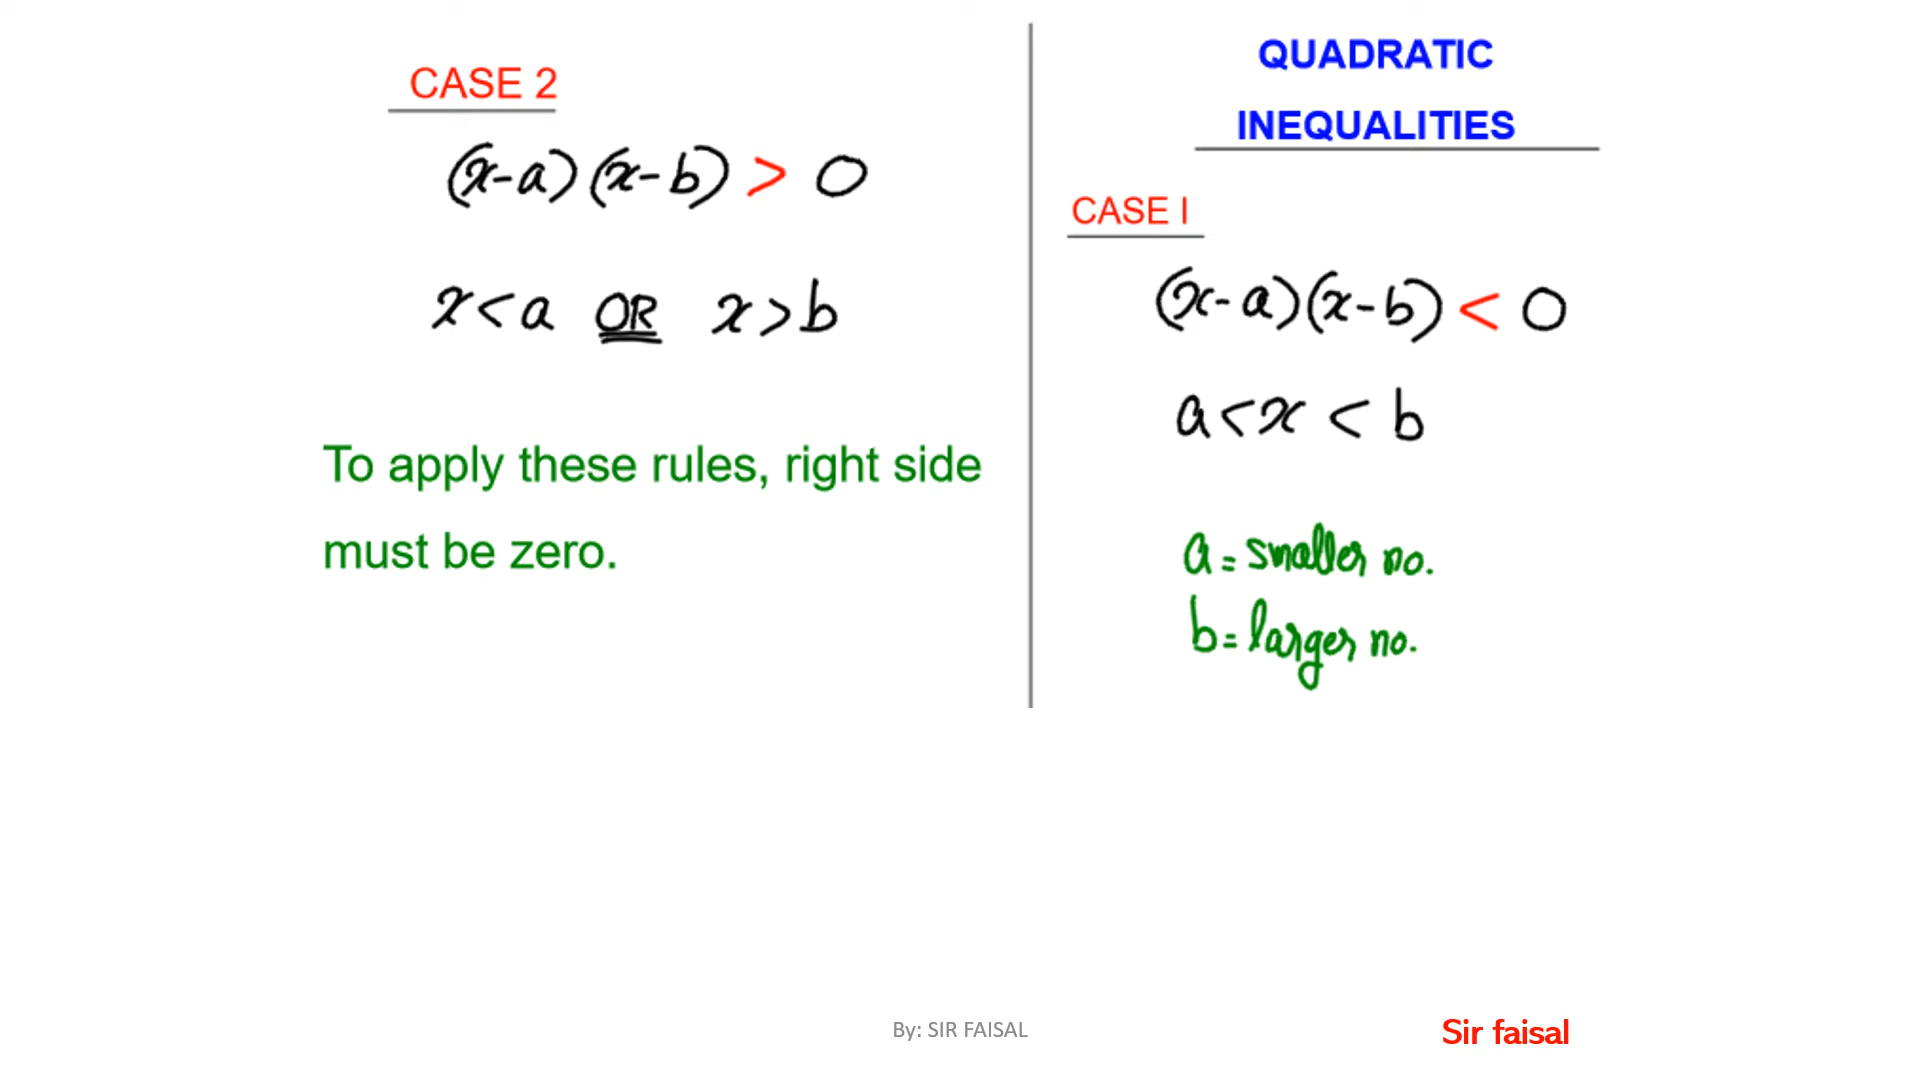 CASE 2
(x-a)(x-b) > 0
x<a OR x>b
To apply these rules, right side
must be zero.
QUADRATIC
INEQUALITIES
CASE I
(x-a)(x-b) < 0
a<x<b
a = smaller no.
b = larger no.
By: SIR FAISAL
Sir faisal